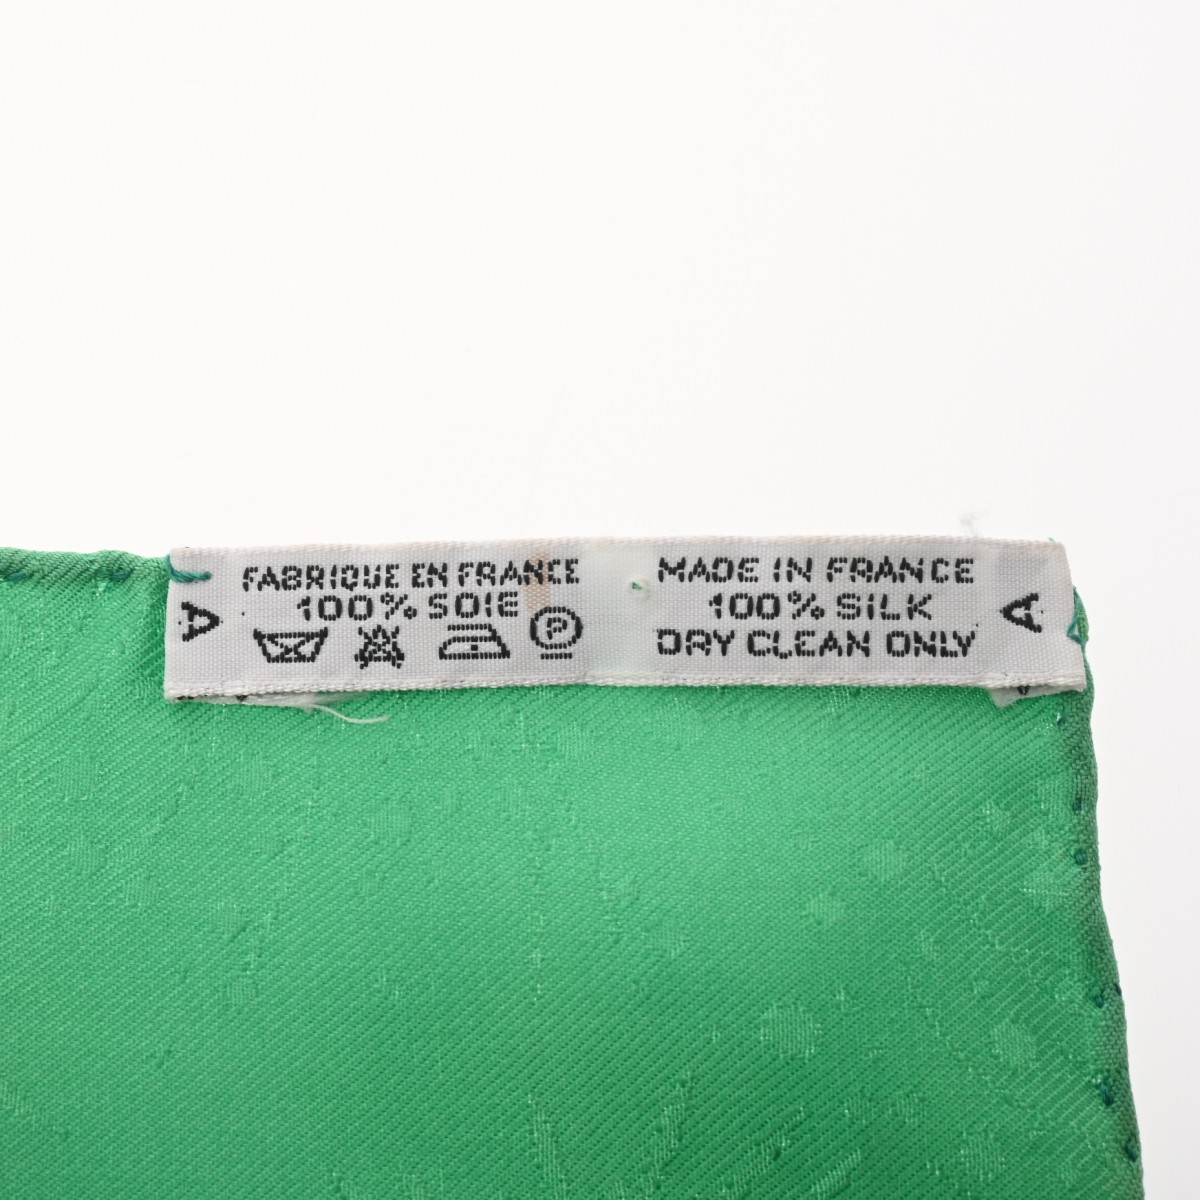 FABRIQUE EN FRANCE
100% SOIE
P
A
MADE IN FRANCE
100% SILK
DRY CLEAN ONLY
A